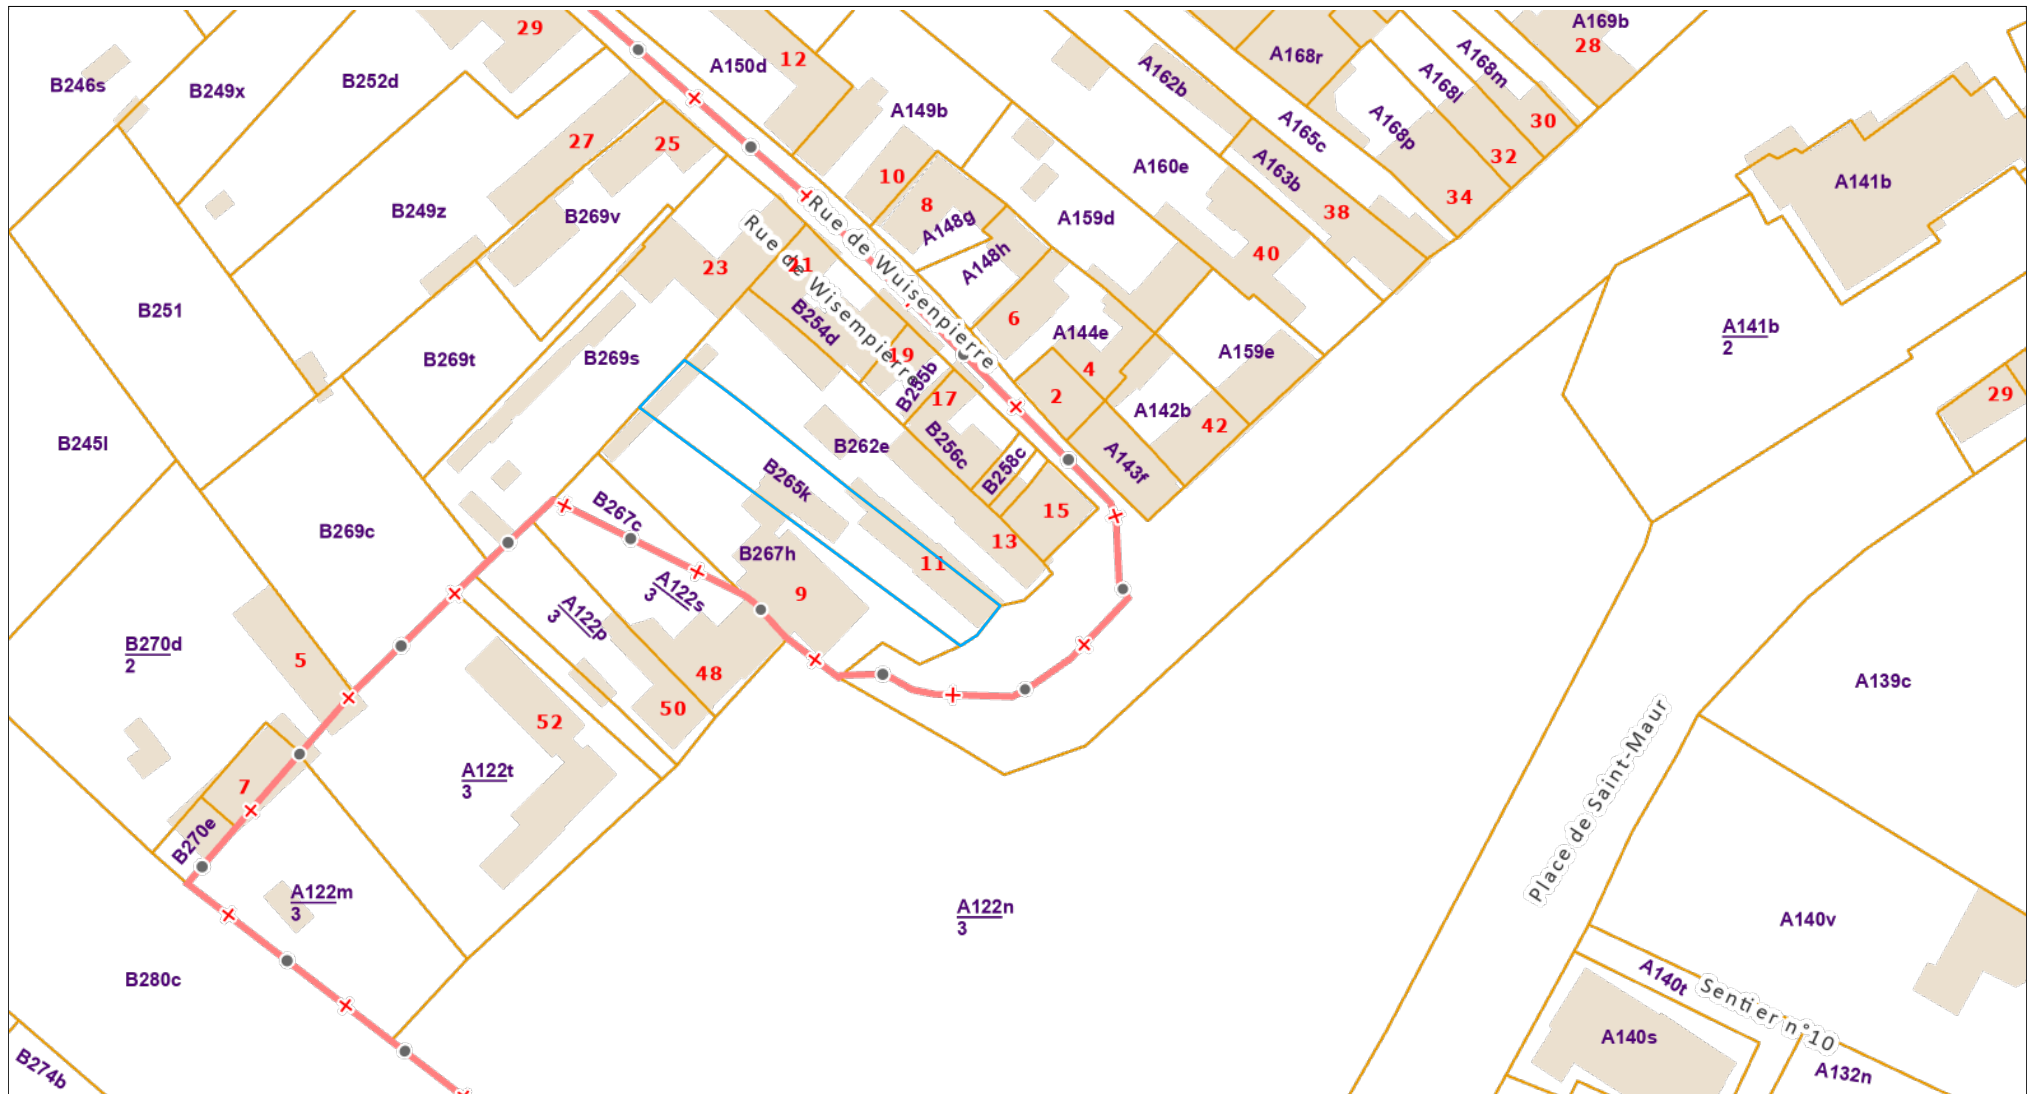 29
A169b
28
B246s
B249x
B252d
A150d
12
A168r
A168m
A168l
A162b
A149b
27
25
A165c
A168p
30
32
34
A160e
A163b
10
8
A148g
38
B249z
B269v
A159d
40
A141b
Rue de Wuisenpierre
Rue de Wisempierre
23
21
A148h
B251
B254d
6
A144e
A141b
2
B269t
B269s
19
A159e
4
B255b
17
2
A142b
42
29
B245l
B262e
B256c
B258c
A143f
B265k
B267c
15
B269c
B267h
11
13
A122s
3
9
A122p
3
B270d
2
5
48
50
52
A139c
Place de Saint-Maur
7
A122t
3
B270e
A122m
3
A122n
3
A140v
B280c
A140t
Sentier n°10
A140s
B274b
A132n